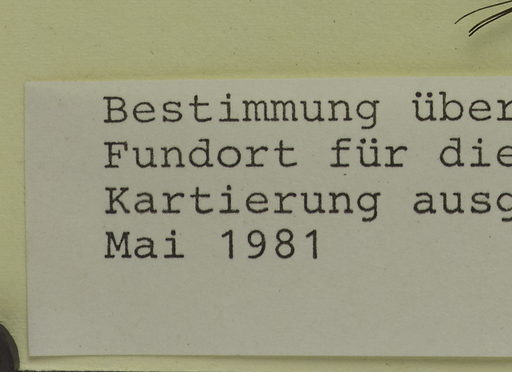 Bestimmung über
Fundort für die
Kartierung ausg
Mai 1981